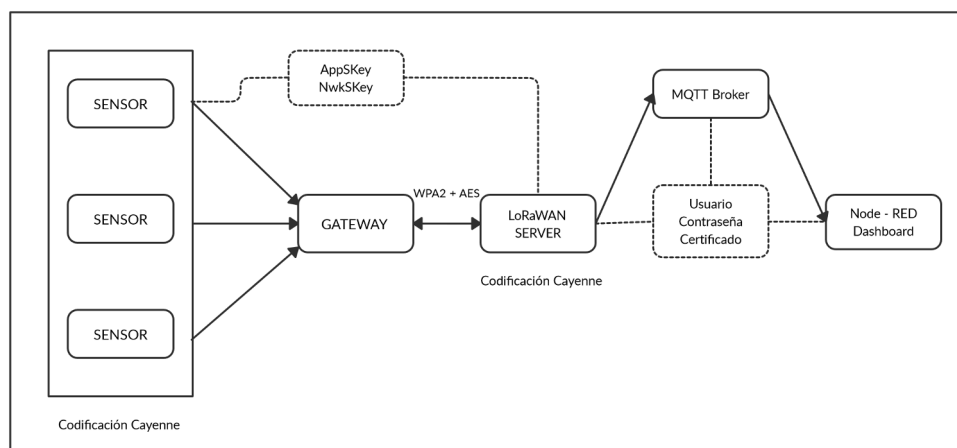 SENSOR
SENSOR
SENSOR
Codificación Cayenne
AppSKey
NwkSKey
GATEWAY
WPA2 + AES
LoRaWAN
SERVER
Codificación Cayenne
MQTT Broker
Usuario
Contraseña
Certificado
Node - RED
Dashboard